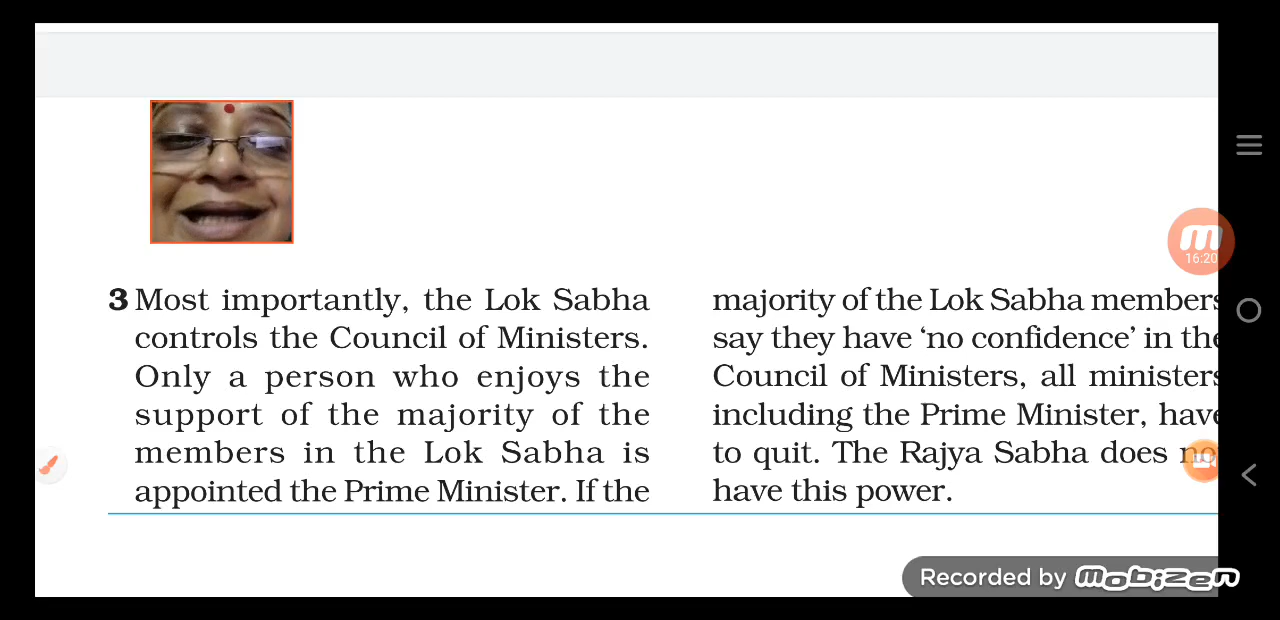 16:20
3 Most importantly, the Lok Sabha
controls the Council of Ministers.
Only a person who enjoys the
support of the majority of the
members in the Lok Sabha is
appointed the Prime Minister. If the
majority of the Lok Sabha members
say they have ‘no confidence’ in the
Council of Ministers, all ministers
including the Prime Minister, have
to quit. The Rajya Sabha does no
have this power.
Recorded by mobizen